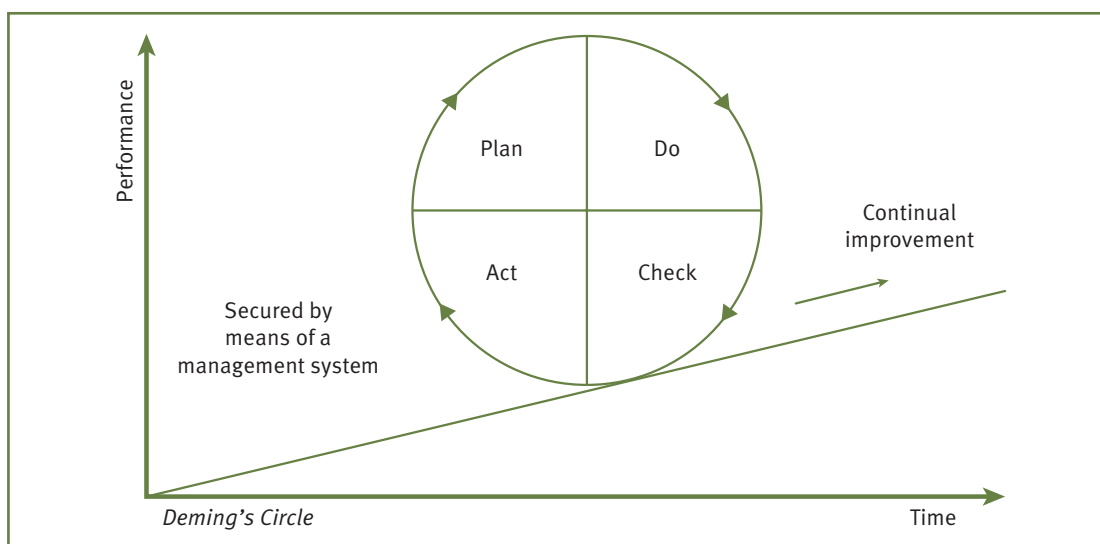 Performance
Plan
Do
Act
Check
Continual
improvement
Secured by
means of a
management system
Deming’s Circle
Time